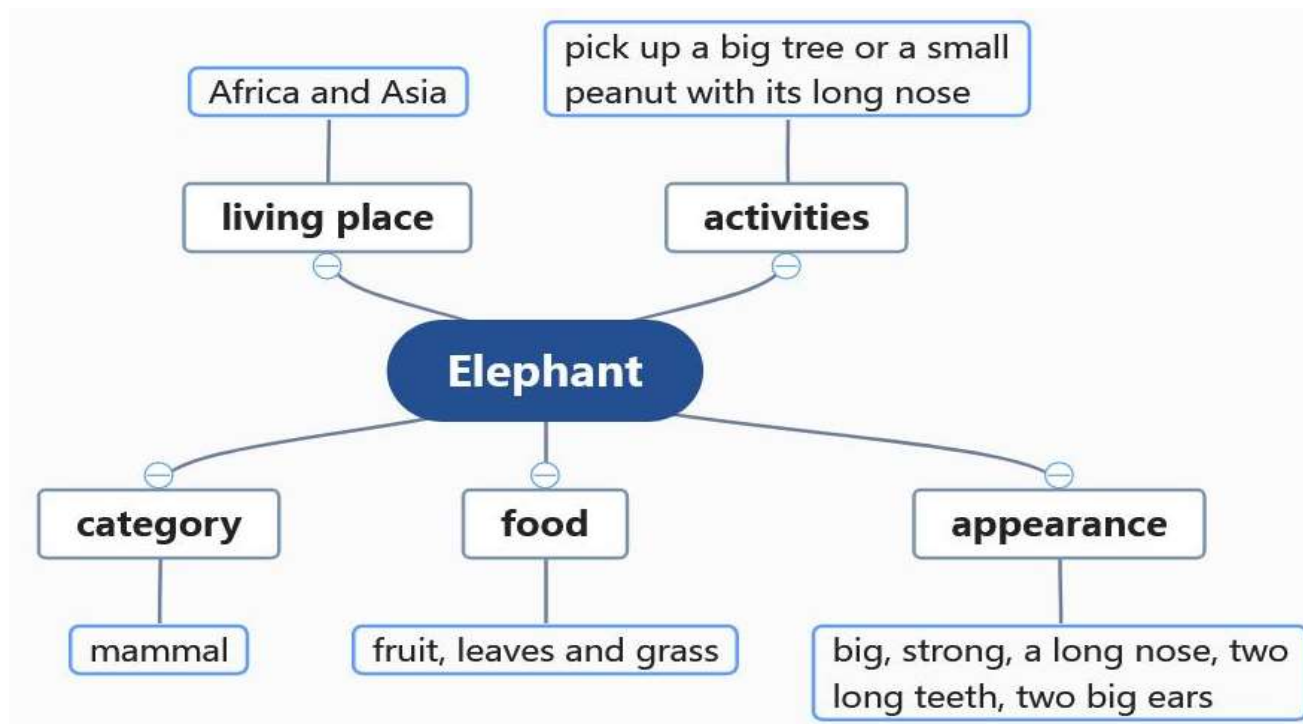 pick up a big tree or a small
peanut with its long nose
Africa and Asia
living place
activities
Elephant
category
food
appearance
mammal
fruit, leaves and grass
big, strong, a long nose, two
long teeth, two big ears